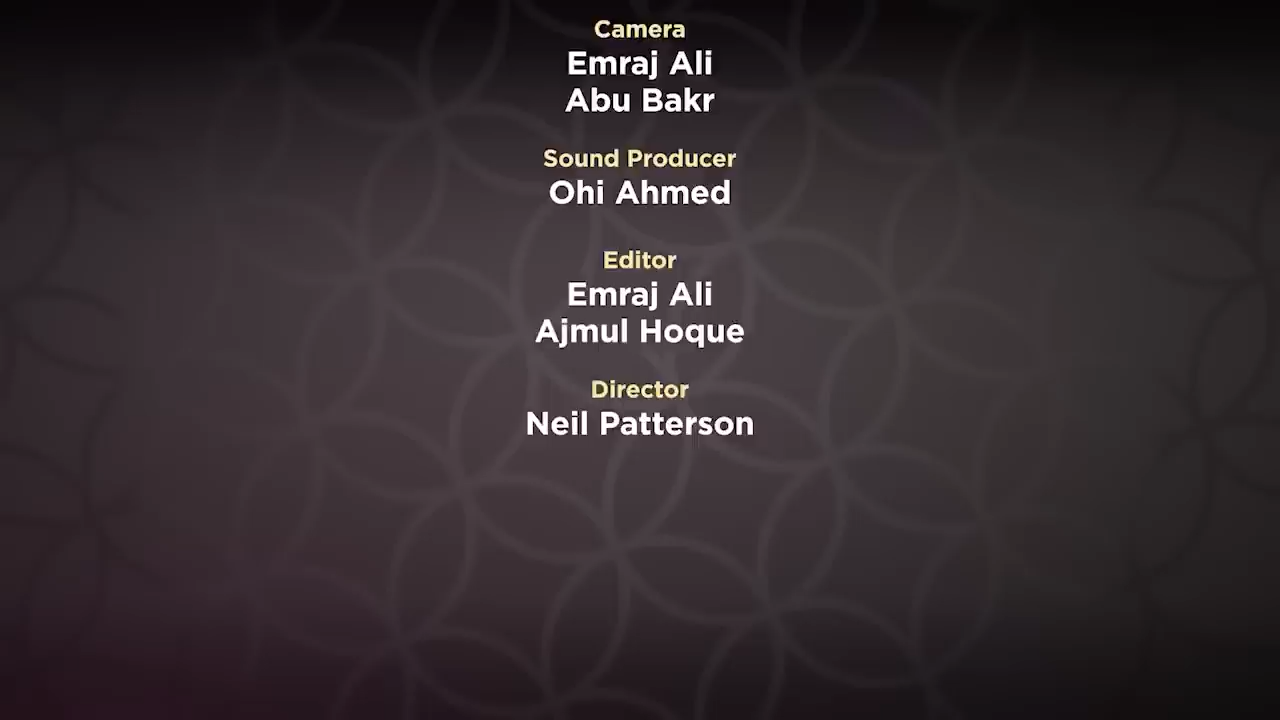 Camera
Emraj Ali
Abu Bakr
Sound Producer
Ohi Ahmed
Editor
Emraj Ali
Ajmul Hoque
Director
Neil Patterson